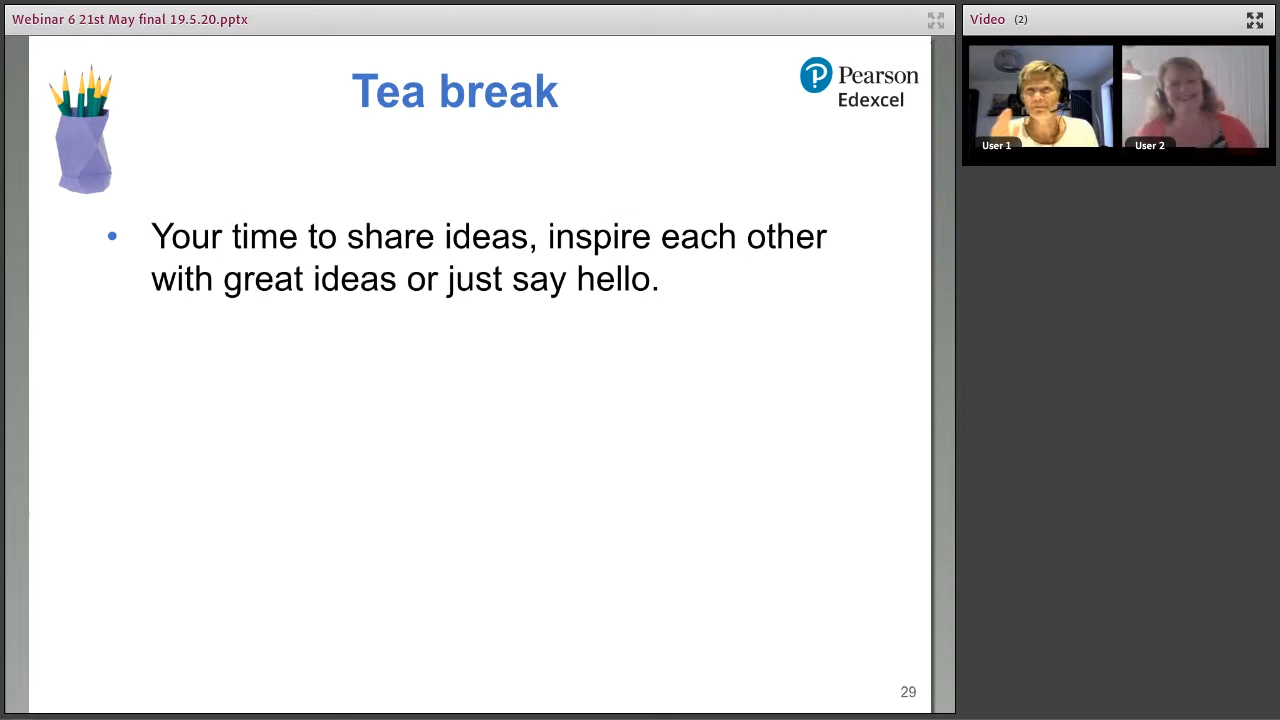 Webinar 6 21st May final 19.5.20.pptx
Video (2)
Tea break
Pearson
Edexcel
User 1
User 2
• Your time to share ideas, inspire each other
with great ideas or just say hello.
29